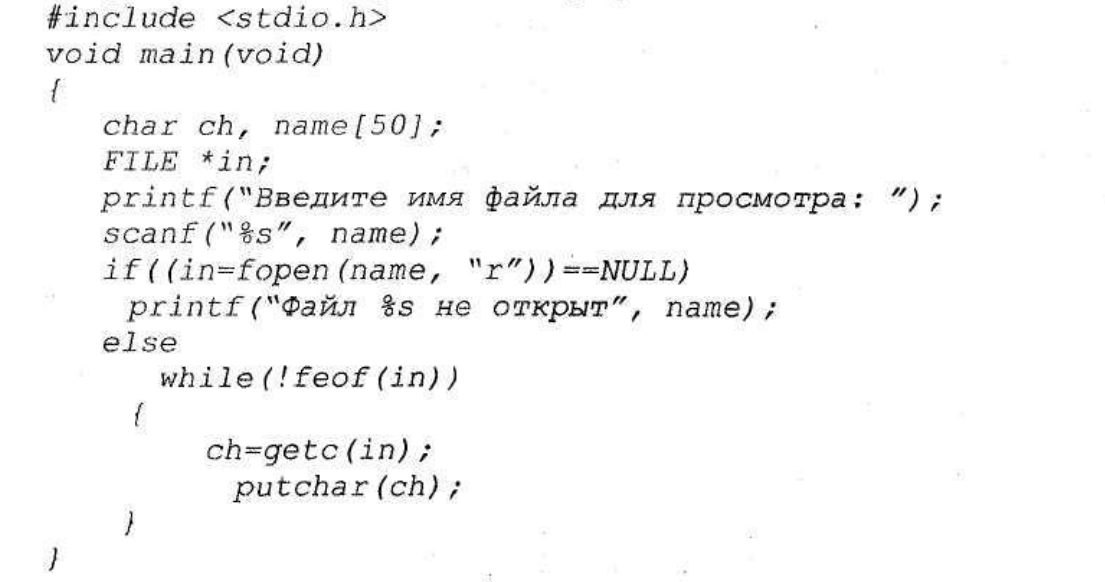 #include <stdio.h>
void main(void)
{
char ch, name[50];
FILE *in;
printf("Введите имя файла для просмотра: ");
scanf("%s", name);
if((in=fopen(name, "r"))==NULL)
printf("Файл %s не открыт", name);
else
while(!feof(in))
{
ch=getc(in);
putchar(ch);
}
}